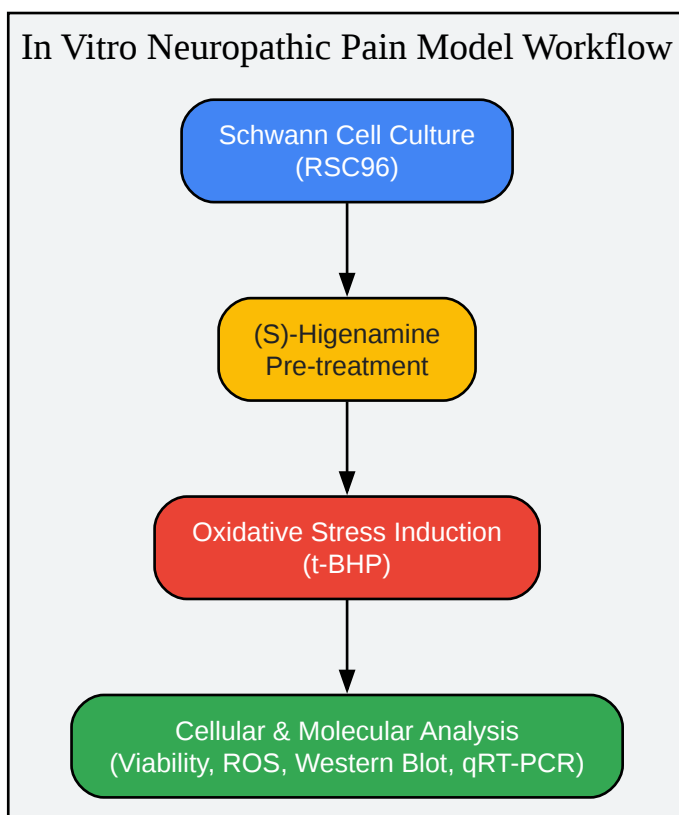 In Vitro Neuropathic Pain Model Workflow
Schwann Cell Culture
(RSC96)
(S)-Higenamine
Pre-treatment
Oxidative Stress Induction
(t-BHP)
Cellular & Molecular Analysis
(Viability, ROS, Western Blot, qRT-PCR)